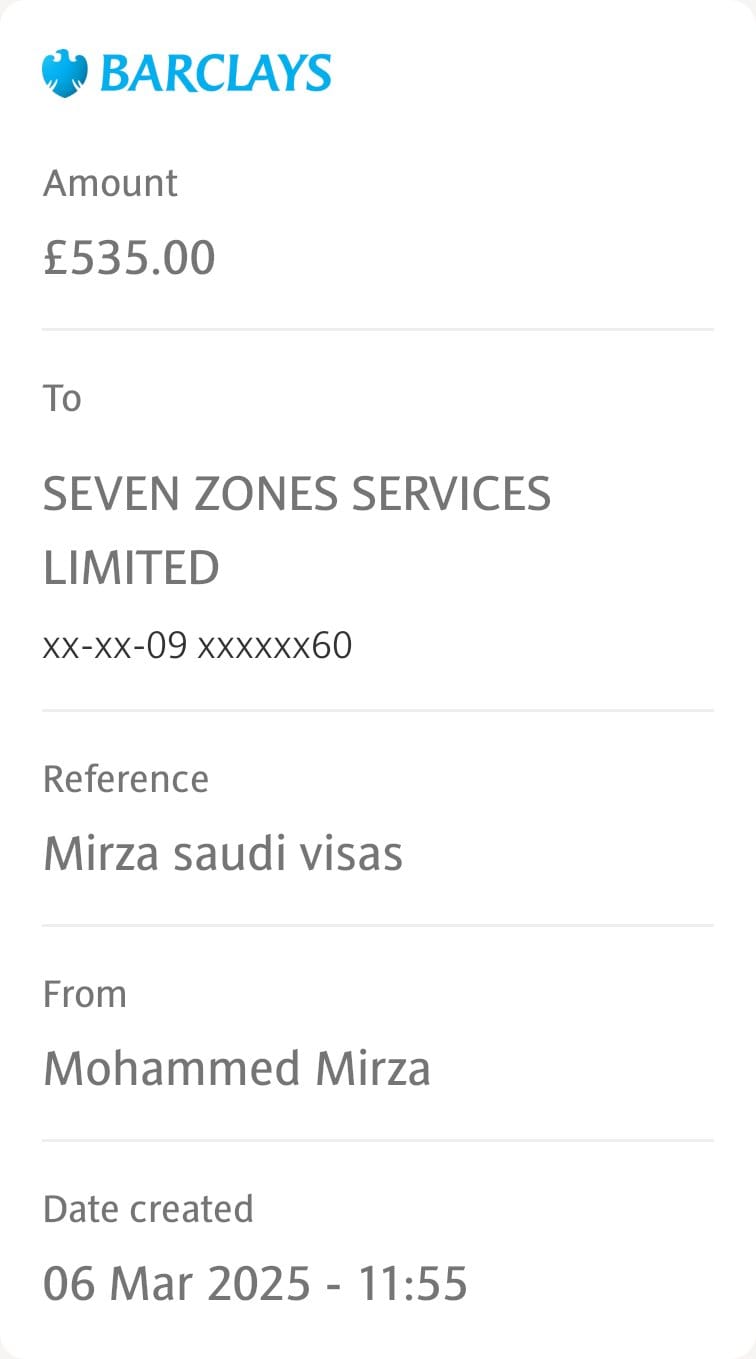 BARCLAYS
Amount
£535.00
To
SEVEN ZONES SERVICES
LIMITED
xx-xx-09 xxxxxx60
Reference
Mirza saudi visas
From
Mohammed Mirza
Date created
06 Mar 2025 - 11:55